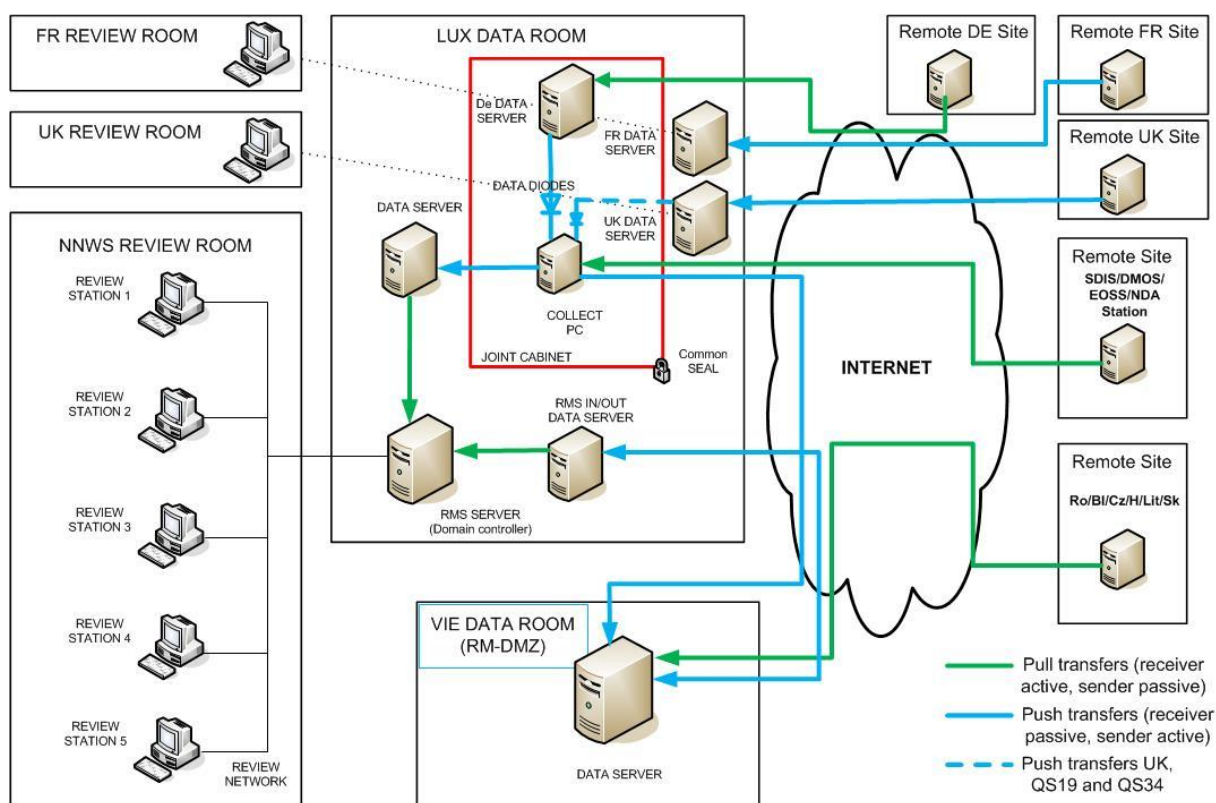 FR REVIEW ROOM
UK REVIEW ROOM
NNWS REVIEW ROOM
REVIEW
STATION 1
REVIEW
STATION 2
REVIEW
STATION 3
REVIEW
STATION 4
REVIEW
STATION 5
REVIEW
NETWORK
LUX DATA ROOM
De DATA
SERVER
FR DATA
SERVER
DATA DIODES
UK DATA
SERVER
DATA SERVER
COLLECT
PC
JOINT CABINET
Common
SEAL
RMS IN/OUT
DATA SERVER
RMS SERVER
(Domain controller)
VIE DATA ROOM
(RM-DMZ)
DATA SERVER
INTERNET
Remote DE Site
Remote FR Site
Remote UK Site
Remote Site
SDIS/DMOS/
EOSS/NDA
Station
Remote Site
Ro/Bl/Cz/H/Lit/Sk
Pull transfers (receiver
active, sender passive)
Push transfers (receiver
passive, sender active)
Push transfers UK,
QS19 and QS34